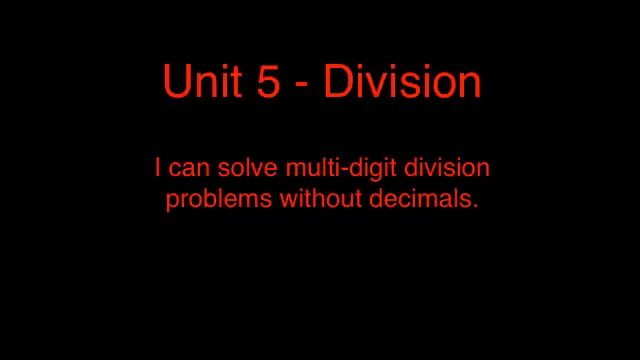 Unit 5 - Division
I can solve multi-digit division
problems without decimals.